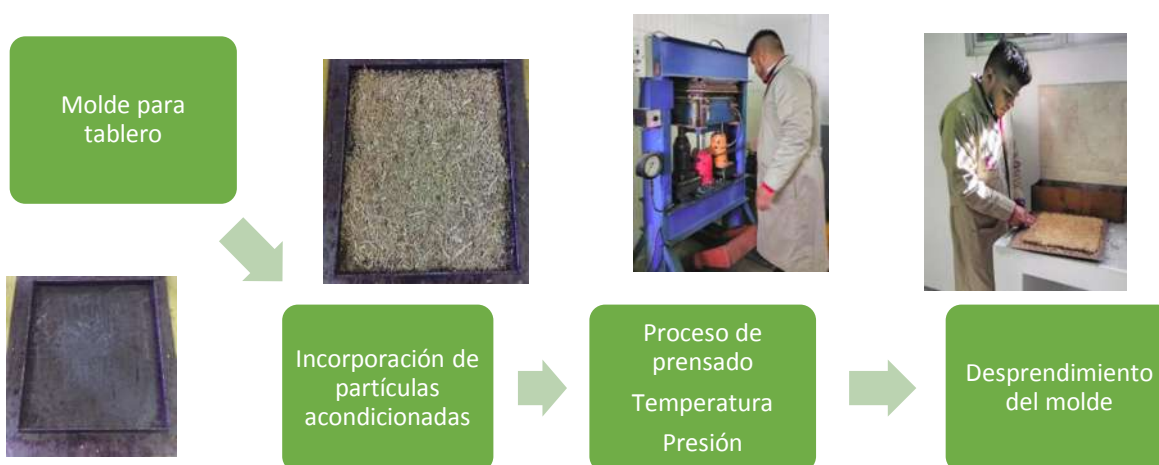 Molde para
tablero
Incorporación de
partículas
acondicionadas
Proceso de
prensado
Temperatura
Presión
Desprendimiento
del molde